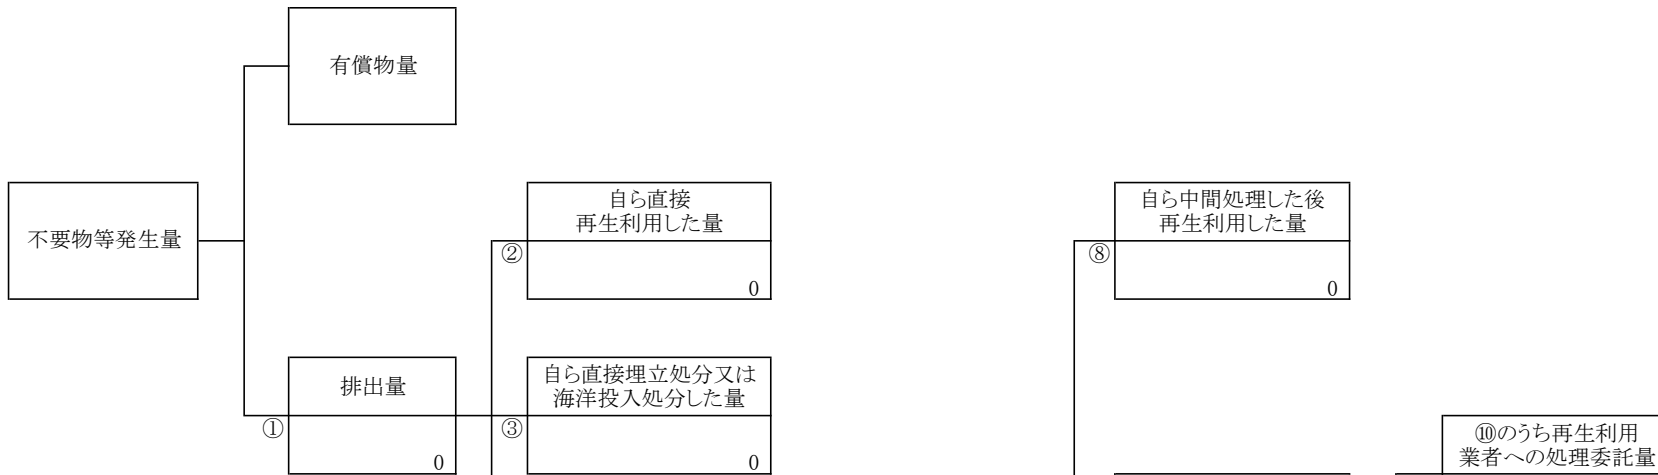 有償物量
不要物等発生量
自ら直接
再生利用した量
②
0
自ら中間処理した後
再生利用した量
⑧
0
排出量
①
0
自ら直接埋立処分又は
海洋投入処分した量
③
0
⑩のうち再生利用
業者への処理委託量